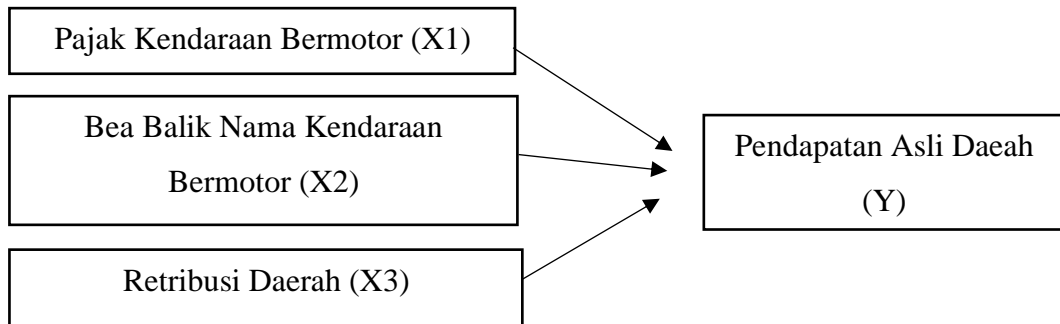 Pajak Kendaraan Bermotor (X1)
Bea Balik Nama Kendaraan
Bermotor (X2)
Retribusi Daerah (X3)
Pendapatan Asli Daeah
(Y)